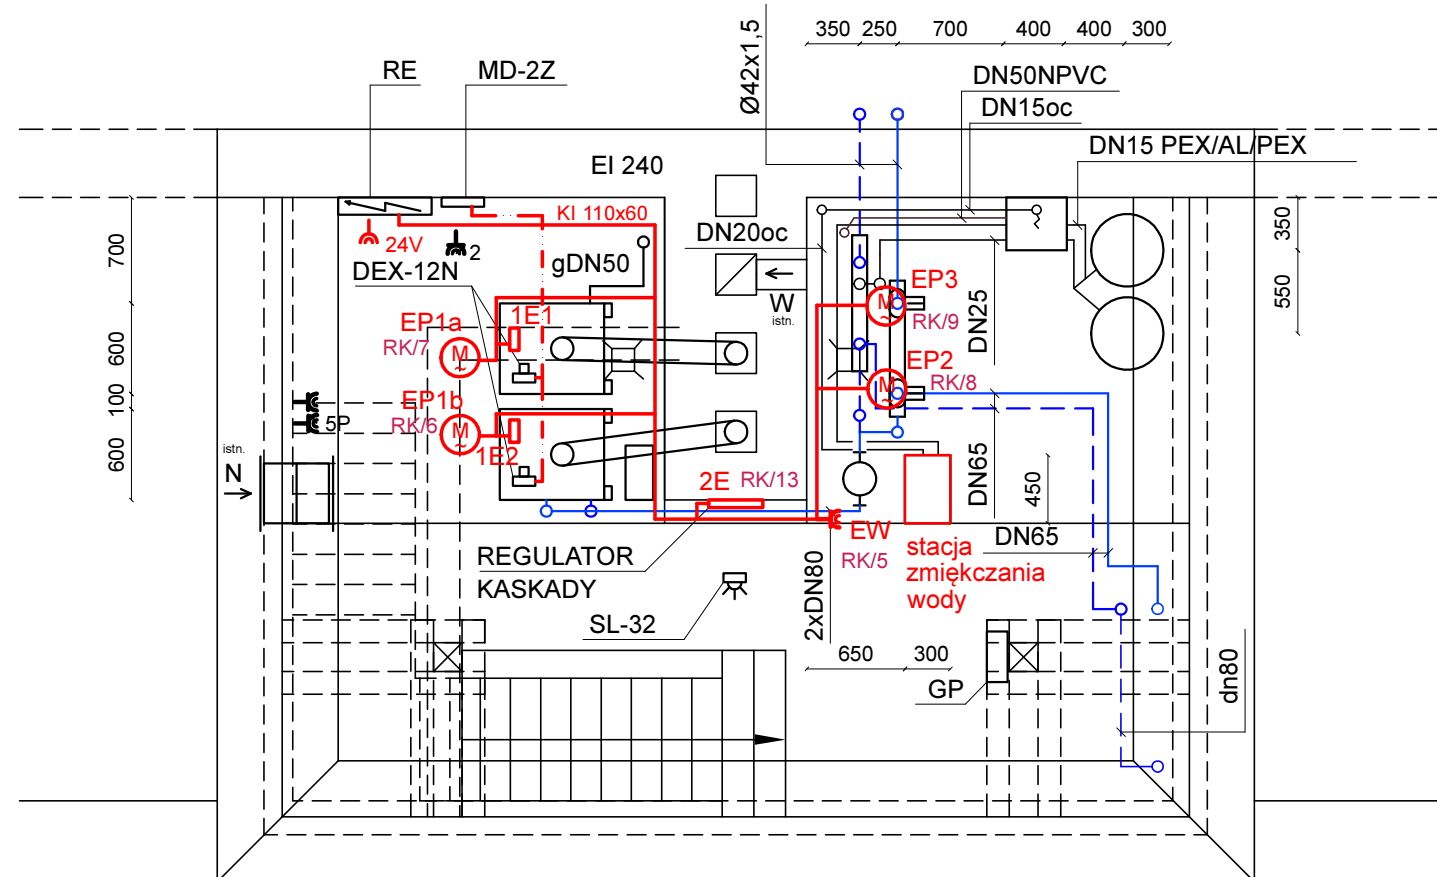 350 250 700 400 400 300
Ø42x1,5
RE
MD-2Z
DN50NPVC
DN15oc
DN15 PEX/AL/PEX
EI 240
KI 110x60
24V
2
DN20oc
gDN50
DEX-12N
W
istn.
700
600
100
600
350
550
EP1a
RK/7
1E1
EP1b
RK/6
1E2
EP3
RK/9
EP2
RK/8
M
~
M
~
M
~
M
~
DN25
DN65
450
5P
istn.
N
2E RK/13
EW
RK/5
REGULATOR
KASKADY
stacja
zmiękczania
wody
DN65
2xDN80
SL-32
650 300
GP
dn80